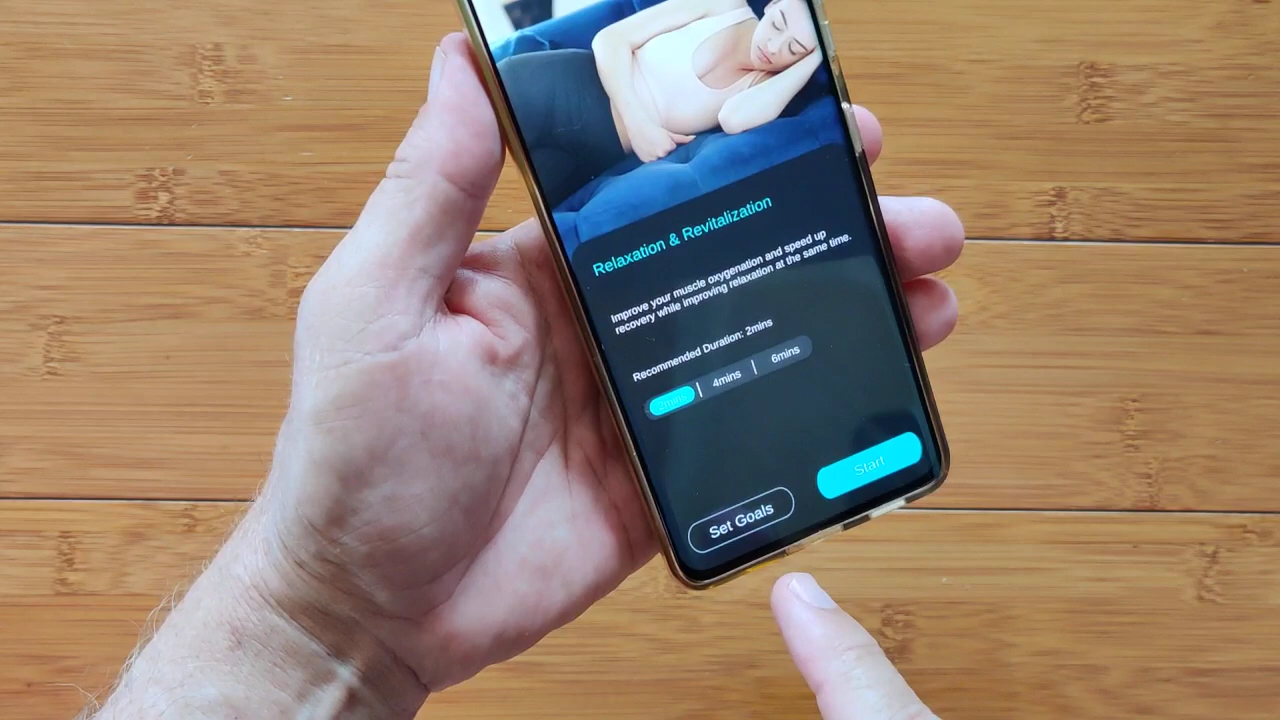 Relaxation & Revitalization
Improve your muscle oxygenation and speed up
recovery while improving relaxation at the same time.
Recommended Duration: 2mins
2mins | 4mins | 6mins
Start
Set Goals